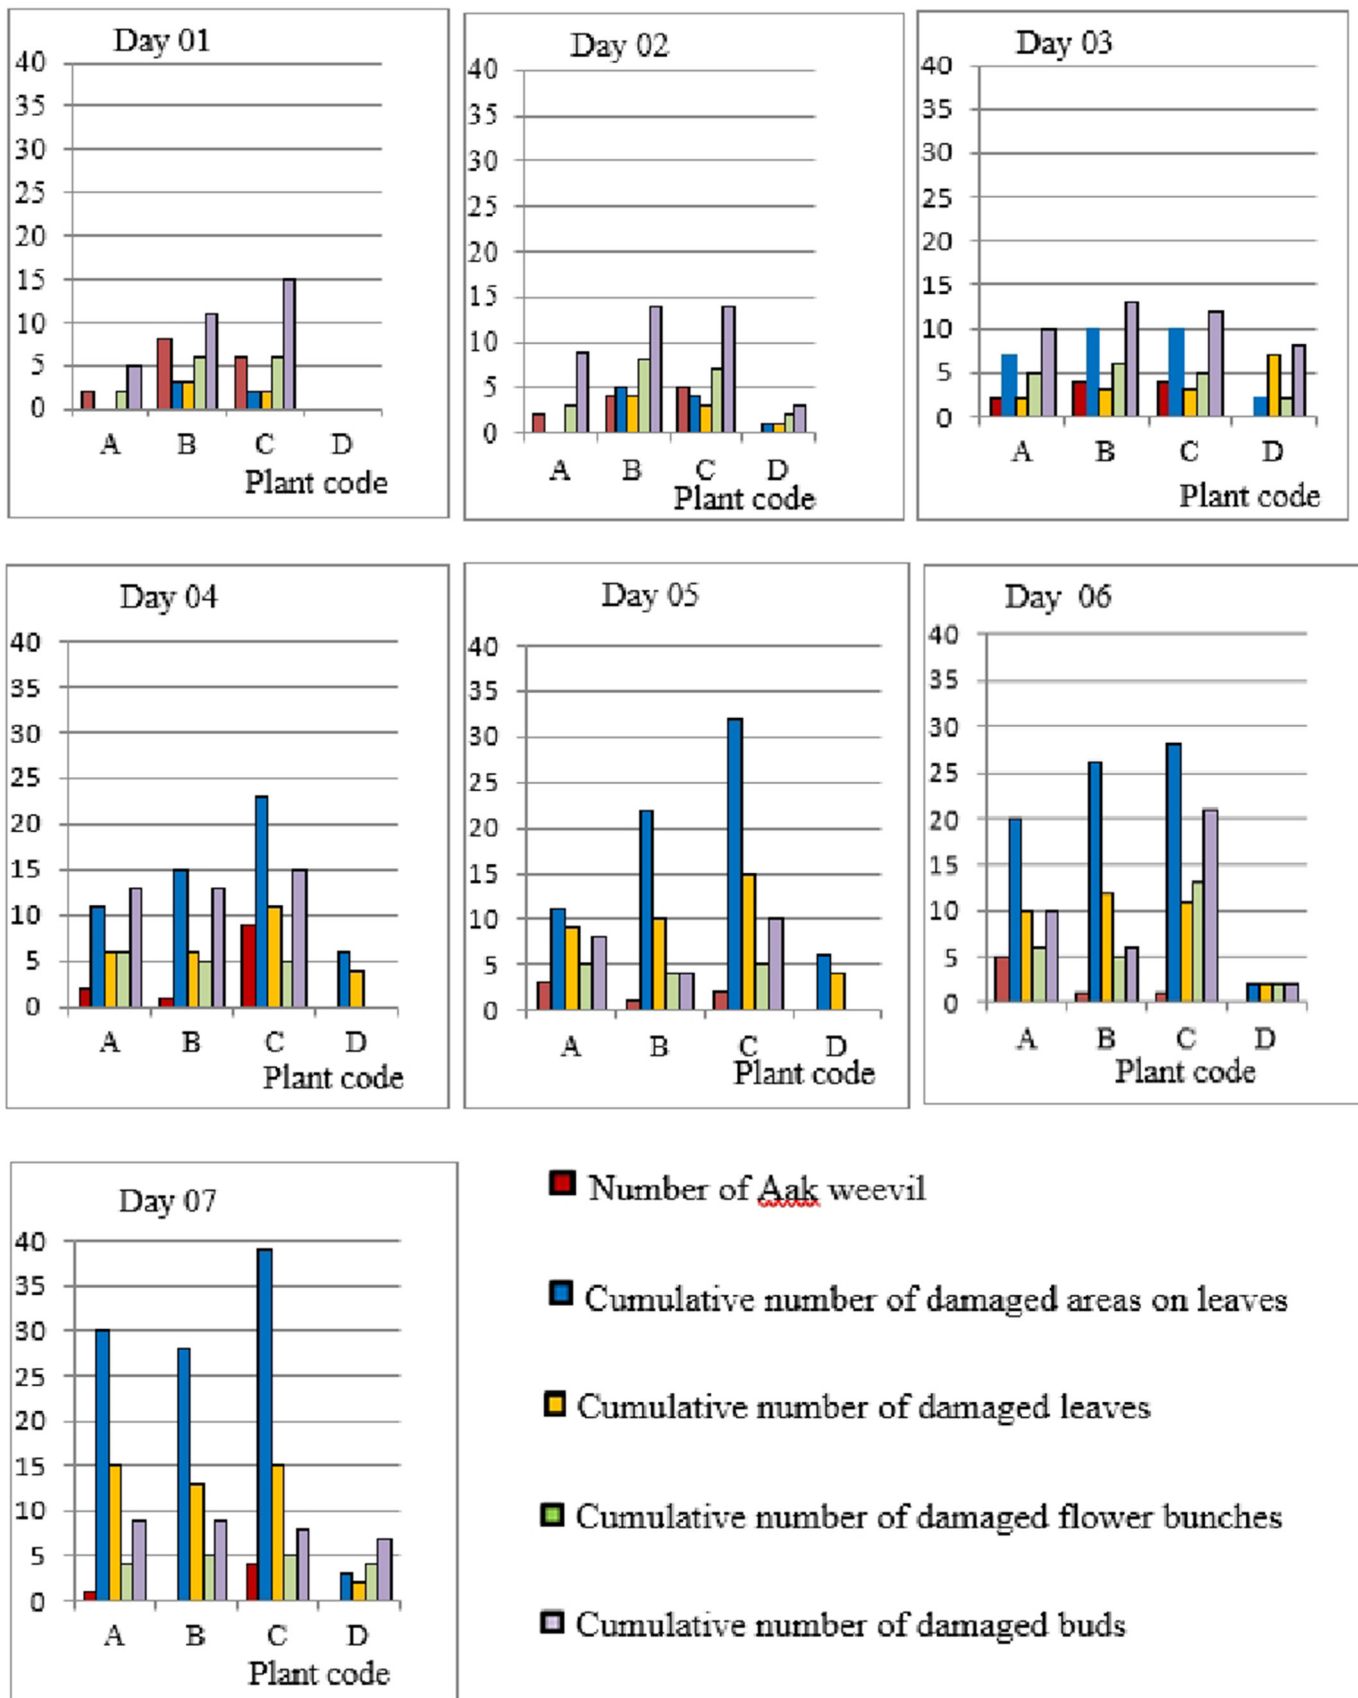 Day 01
40
35
30
25
20
15
10
5
0
A B C D
Plant code
Day 02
40
35
30
25
20
15
10
5
0
A B C D
Plant code
Day 03
40
35
30
25
20
15
10
5
0
A B C D
Plant code
Day 04
40
35
30
25
20
15
10
5
0
A B C D
Plant code
Day 05
40
35
30
25
20
15
10
5
0
A B C D
Plant code
Day 06
40
35
30
25
20
15
10
5
0
A B C D
Plant code
Day 07
40
35
30
25
20
15
10
5
0
A B C D
Plant code
Number of Aak weevil
Cumulative number of damaged areas on leaves
Cumulative number of damaged leaves
Cumulative number of damaged flower bunches
Cumulative number of damaged buds